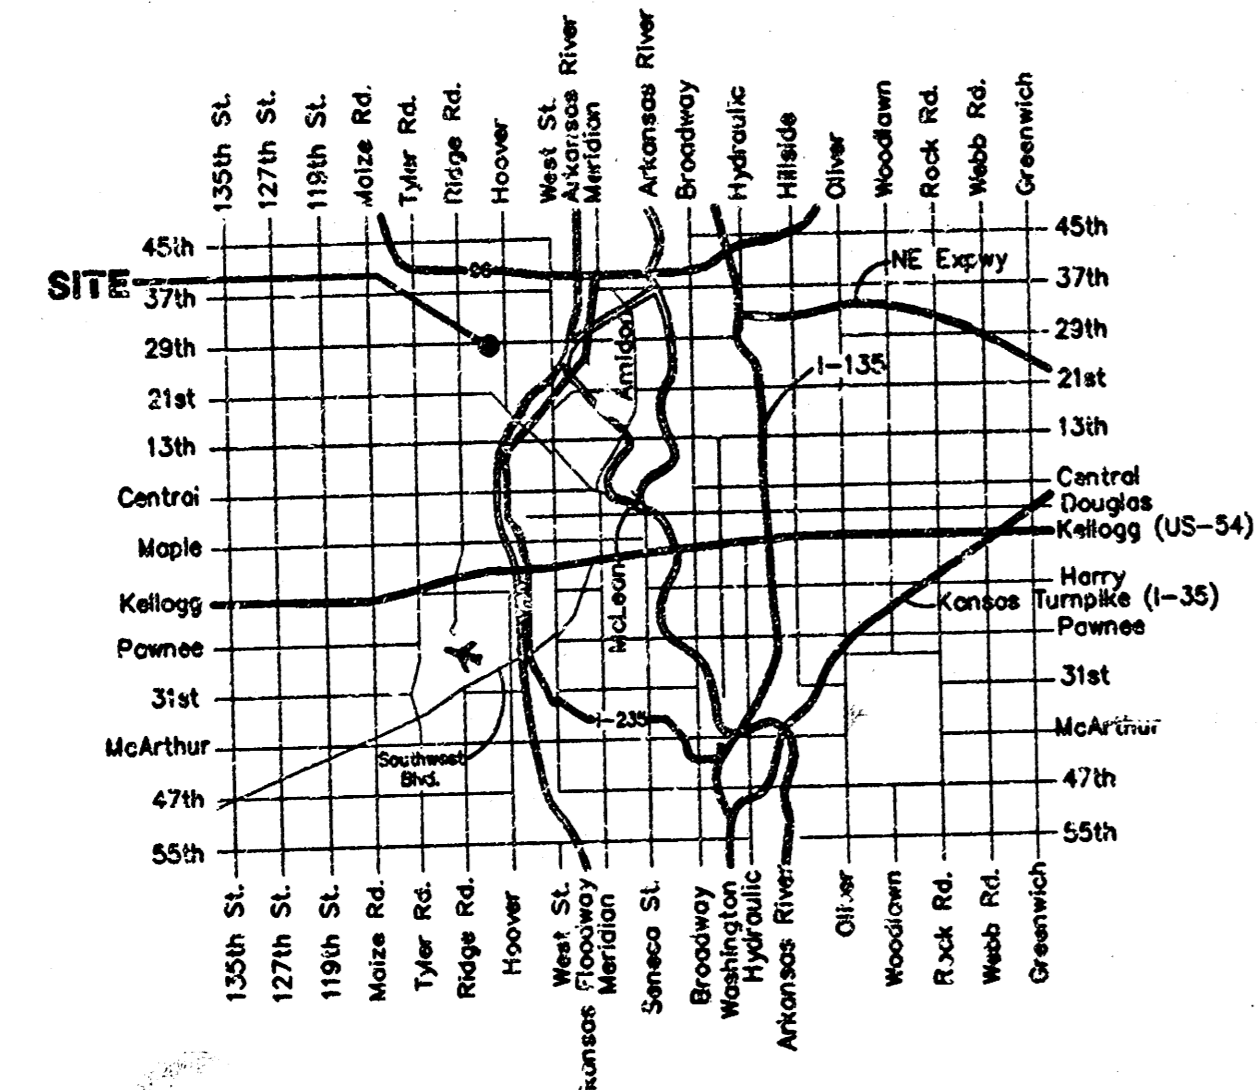 135th St.
127th St.
119th St.
Maize Rd.
Tyler Rd.
Ridge Rd.
Hoover
West St.
Arkansas River
Meridian
Arkansas River
Broadway
Hydraulic
Hillside
Oliver
Woodlawn
Rock Rd.
Webb Rd.
Greenwich
45th
SITE
37th
29th
21st
13th
Central
Maple
Kellogg
Pawnee
31st
McArthur
47th
55th
96
Amidon
McLean
I-235
Southwest
Blvd.
NE Expwy
I-135
45th
37th
29th
21st
13th
Central
Douglas
Kellogg (US-54)
Harry
Kansas Turnpike (I-35)
Pawnee
31st
McArthur
47th
55th
135th St.
127th St.
119th St.
Maize Rd.
Tyler Rd.
Ridge Rd.
Hoover
West St.
kansas Floodway
Meridian
Seneca St.
Broadway
Washington
Hydraulic
Arkansas River
Oliver
Woodlawn
Rock Rd.
Webb Rd.
Greenwich